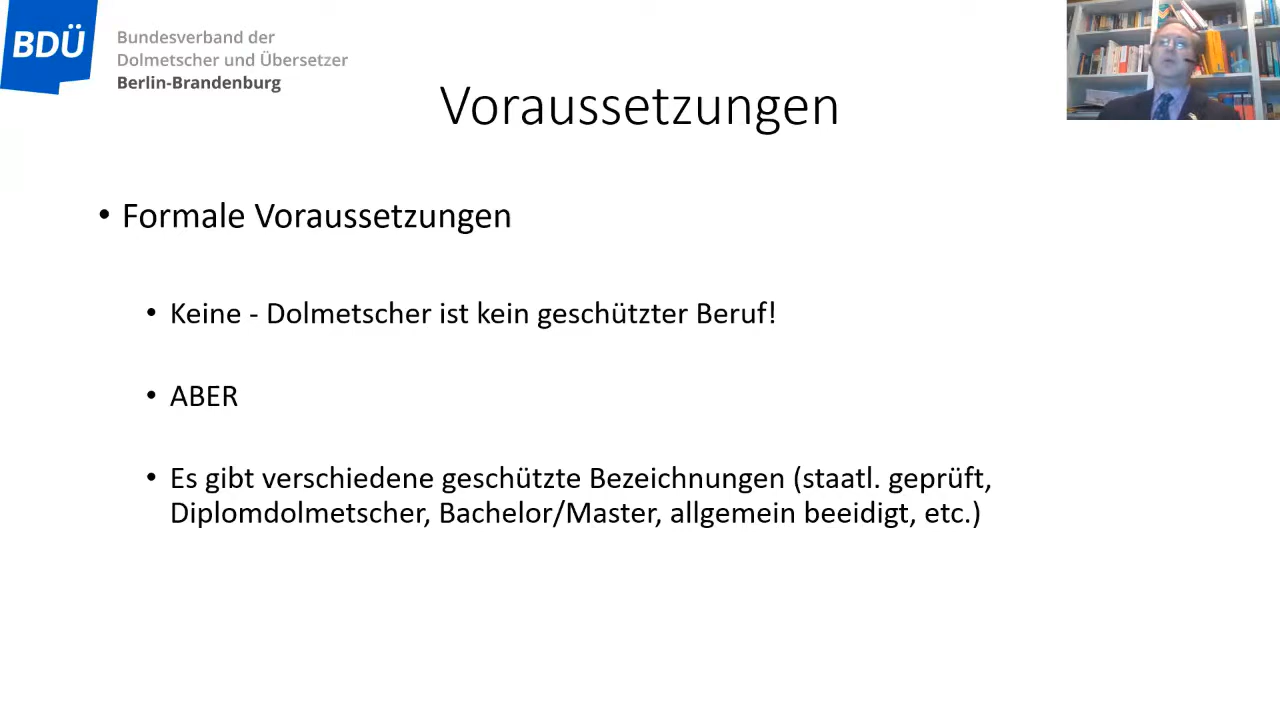 BDÜ
Bundesverband der
Dolmetscher und Übersetzer
Berlin-Brandenburg
Voraussetzungen
• Formale Voraussetzungen
• Keine - Dolmetscher ist kein geschützter Beruf!
• ABER
• Es gibt verschiedene geschützte Bezeichnungen (staatl. geprüft,
Diplomdolmetscher, Bachelor/Master, allgemein beeidigt, etc.)